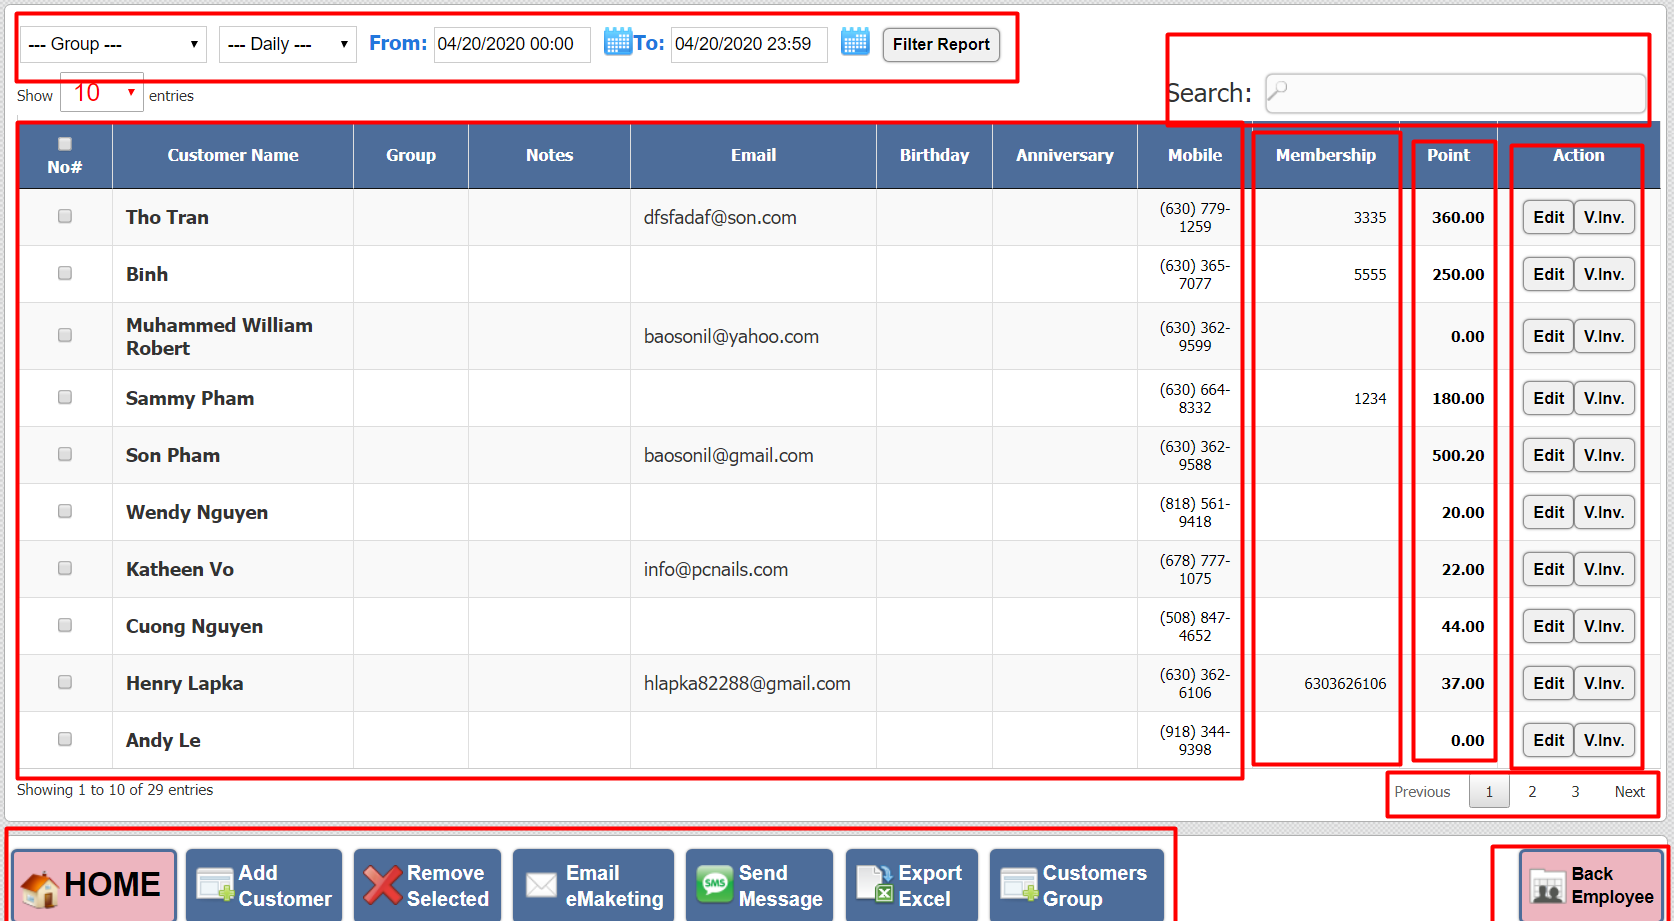 --- Group --- --- Daily --- From: 04/20/2020 00:00 To: 04/20/2020 23:59 Filter Report
Show 10 entries Search:
No# Customer Name Group Notes Email Birthday Anniversary Mobile Membership Point Action
Tho Tran dfsfadaf@son.com (630) 779-
1259 3335 360.00 Edit V.Inv.
Binh (630) 365-
7077 5555 250.00 Edit V.Inv.
Muhammed William
Robert baosonil@yahoo.com (630) 362-
9599 0.00 Edit V.Inv.
Sammy Pham (630) 664-
8332 1234 180.00 Edit V.Inv.
Son Pham baosonil@gmail.com (630) 362-
9588 500.20 Edit V.Inv.
Wendy Nguyen (818) 561-
9418 20.00 Edit V.Inv.
Katheen Vo info@pcnails.com (678) 777-
1075 22.00 Edit V.Inv.
Cuong Nguyen (508) 847-
4652 44.00 Edit V.Inv.
Henry Lapka hlapka82288@gmail.com (630) 362-
6106 6303626106 37.00 Edit V.Inv.
Andy Le (918) 344-
9398 0.00 Edit V.Inv.
Showing 1 to 10 of 29 entries Previous 1 2 3 Next
HOME
Add
Customer
Remove
Selected
Email
eMaketing
SMS
Send
Message
Export
Excel
Customers
Group
Back
Employee